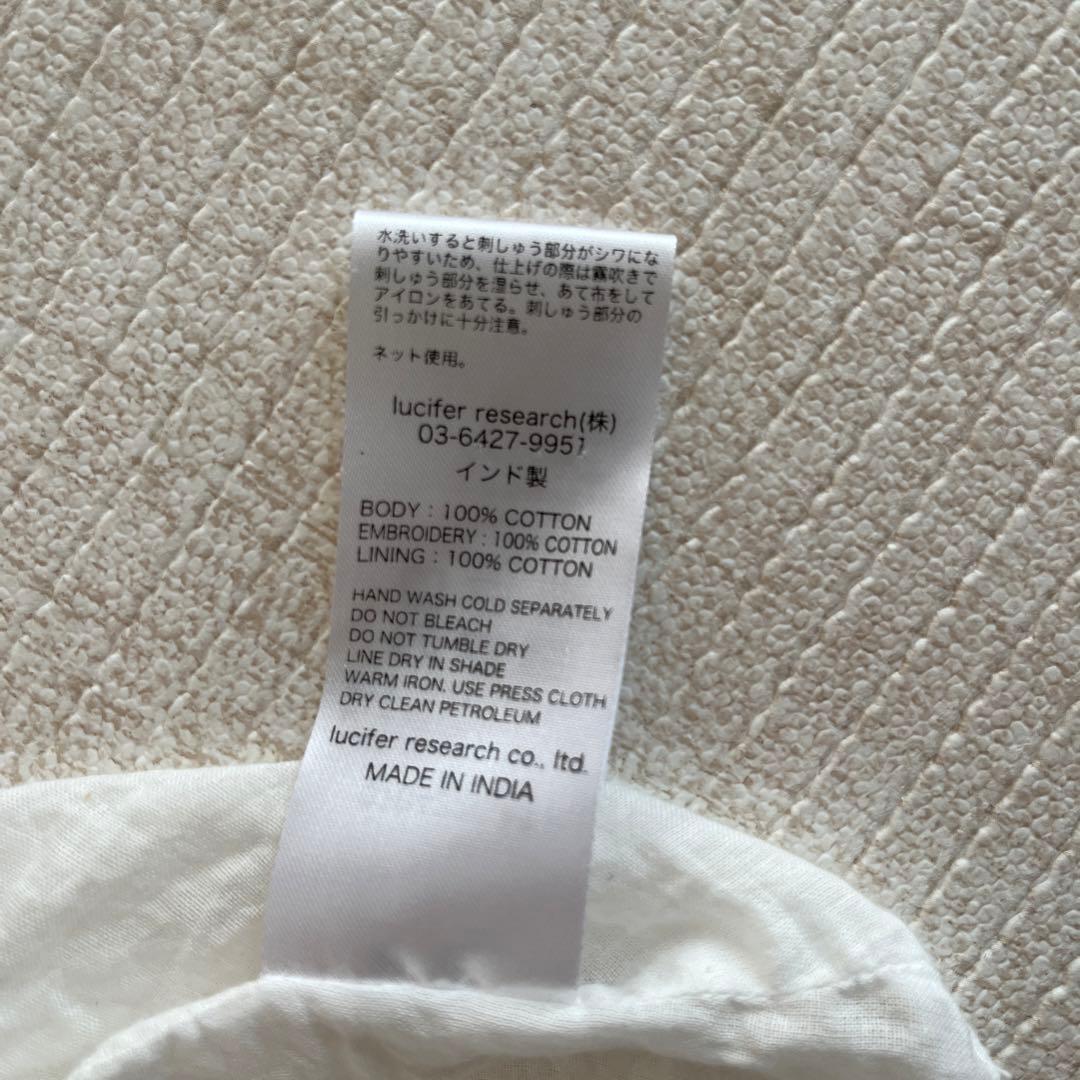 水洗いすると刺しゅう部分がシワにな
りやすいため、仕上げの際は霧吹きで
刺しゅう部分を湿らせ、あて布をして
アイロンをあてる。刺しゅう部分の
引っかけに十分注意。
ネット使用。
lucifer research(株)
03-6427-9951
インド製
BODY : 100% COTTON
EMBROIDERY : 100% COTTON
LINING : 100% COTTON
HAND WASH COLD SEPARATELY
DO NOT BLEACH
DO NOT TUMBLE DRY
LINE DRY IN SHADE
WARM IRON. USE PRESS CLOTH
DRY CLEAN PETROLEUM
lucifer research co., ltd.
MADE IN INDIA